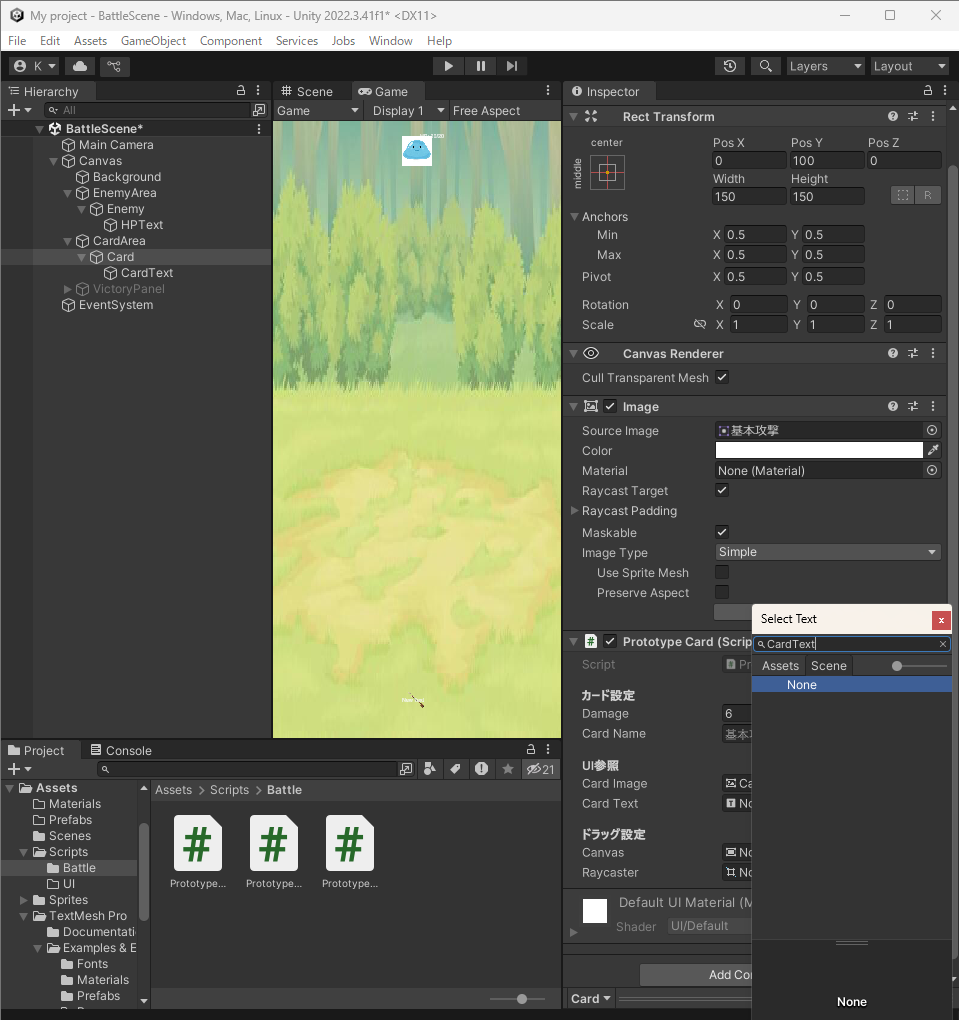 My project - BattleScene - Windows, Mac, Linux - Unity 2022.3.41f1* <DX11>
File Edit Assets GameObject Component Services Jobs Window Help
K Layers Layout
Hierarchy
All
BattleScene*
Main Camera
Canvas
Background
EnemyArea
Enemy
HPText
CardArea
Card
CardText
VictoryPanel
EventSystem
Scene Game
Game Display 1 Free Aspect
Inspector
Rect Transform
center
middle
Pos X Pos Y Pos Z
0 100 0
Width Height
150 150
R
Anchors
Min X 0.5 Y 0.5
Max X 0.5 Y 0.5
Pivot X 0.5 Y 0.5
Rotation X 0 Y 0 Z 0
Scale X 1 Y 1 Z 1
Canvas Renderer
Cull Transparent Mesh
Image
Source Image 基本攻撃
Color
Material None (Material)
Raycast Target
Raycast Padding
Maskable
Image Type Simple
Use Sprite Mesh
Preserve Aspect
Prototype Card (Scrip
Script Pr
カード設定
Damage 6
Card Name 基本
UI参照
Card Image Ca
Card Text No
ドラッグ設定
Canvas No
Raycaster No
Default UI Material (M
Shader UI/Default
Add Co
Card
Select Text
x
CardText
Assets Scene
None
None
Project Console
21
Assets
Materials
Prefabs
Scenes
Scripts
Battle
UI
Sprites
TextMesh Pro
Documentati
Examples & E
Fonts
Materials
Prefabs
Assets > Scripts > Battle
Prototype... Prototype... Prototype...